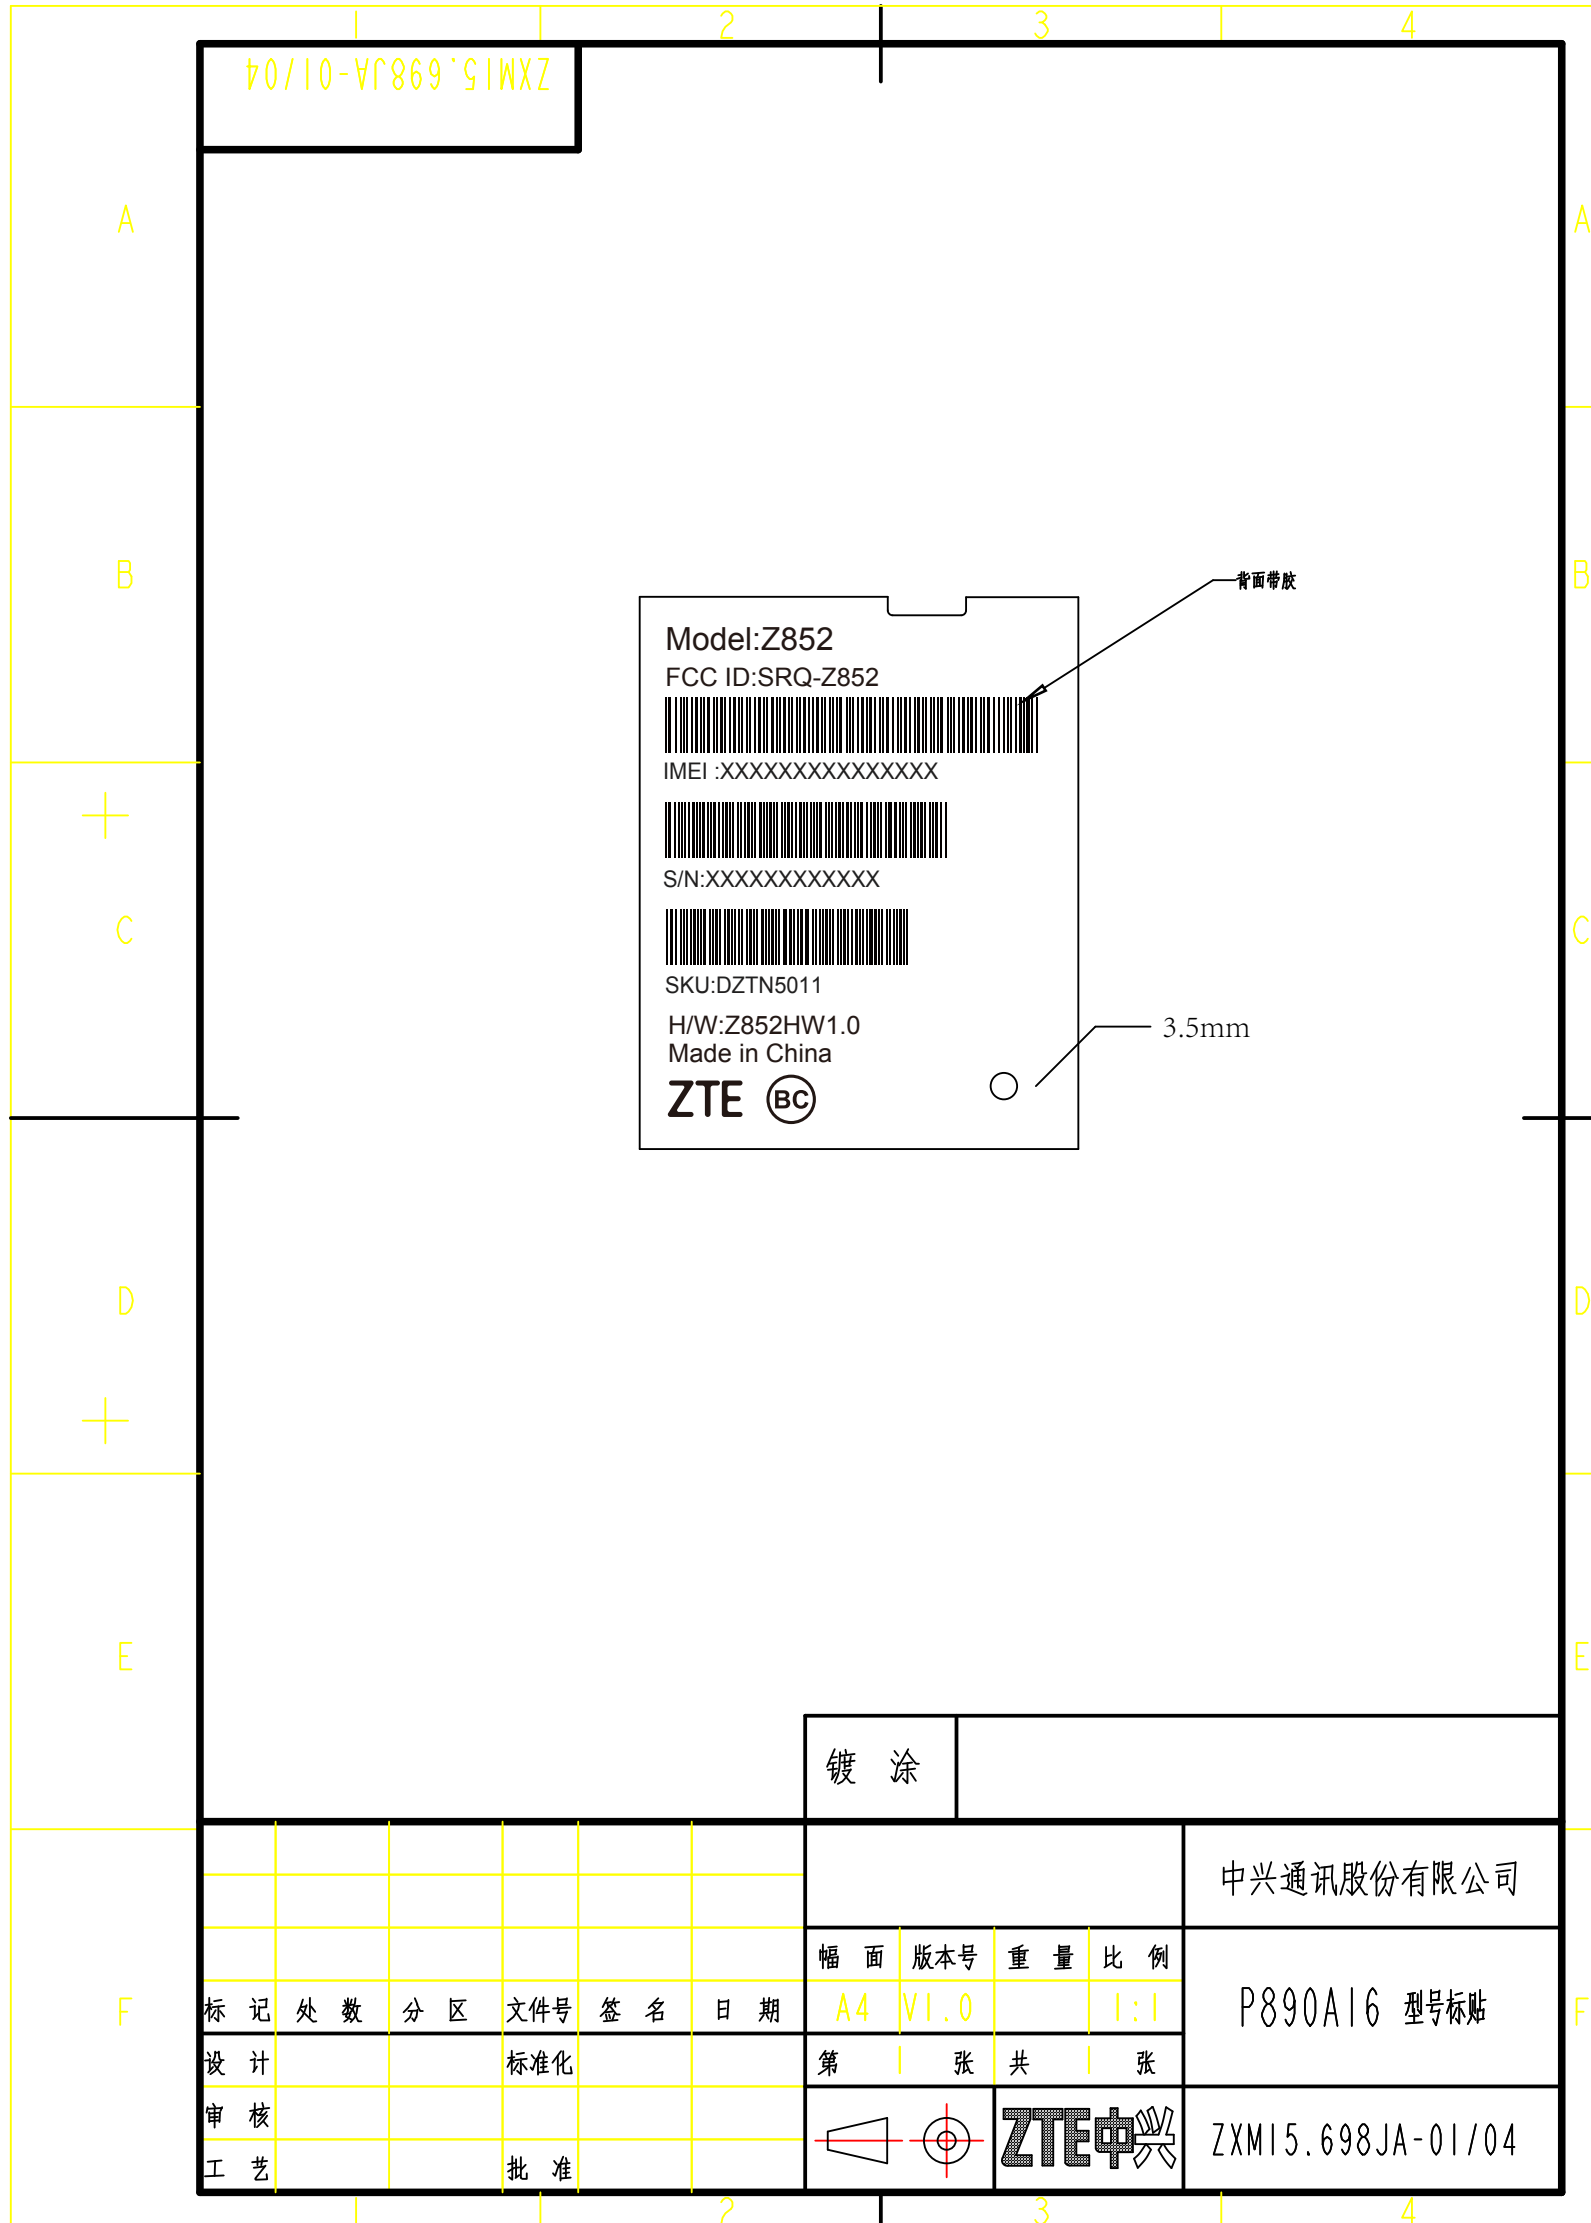 2 3 4
ZXM15.698JA-01/04
A A
B B
背面带胶
Model:Z852
FCC ID:SRQ-Z852
IMEI :XXXXXXXXXXXXXXX
S/N:XXXXXXXXXXXX
C C
SKU:DZTN5011
H/W:Z852HW1.0
3.5mm
Made in China
ZTE BC
D D
E E
镀 涂
中兴通讯股份有限公司
幅 面 版本号 重 量 比 例
标 记 处 数 分 区 文件号 签 名 日 期 A4 V1.0 1:1
P890A16 型号标贴
F F
设 计 标准化 第 1 张 共 1 张
审 核
ZTE中兴
ZXM15.698JA-01/04
工 艺 批 准
2 3 4